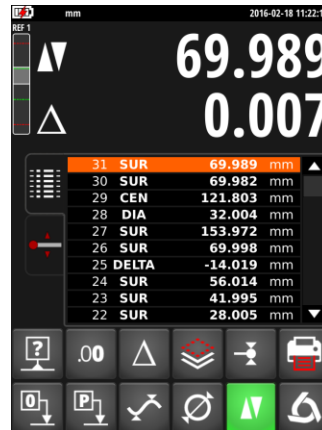 mm 2016-02-18 11:22:1
REF 1
69.989
0.007
31 SUR 69.989 mm
30 SUR 69.982 mm
29 CEN 121.803 mm
28 DIA 32.004 mm
27 SUR 153.972 mm
26 SUR 69.998 mm
25 DELTA -14.019 mm
24 SUR 56.014 mm
23 SUR 41.995 mm
22 SUR 28.005 mm
? .00
0 P